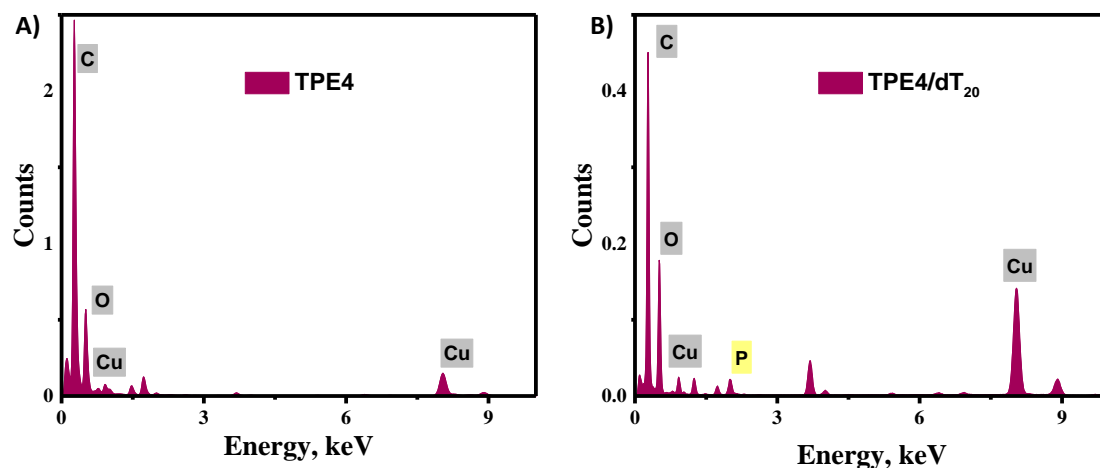 A)
C
TPE4
2
Counts
1
O
Cu
Cu
0
0 3 6 9
Energy, keV
B)
C
TPE4/dT₂₀
0.4
Counts
O
0.2
Cu
Cu
P
0.0
0 3 6 9
Energy, keV